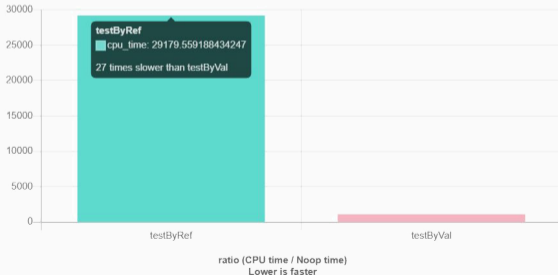 30000
testByRef
cpu_time: 29179.559188434247
25000
27 times slower than testByVal
20000
15000
10000
5000
0
testByRef
testByVal
ratio (CPU time / Noop time)
Lower is faster